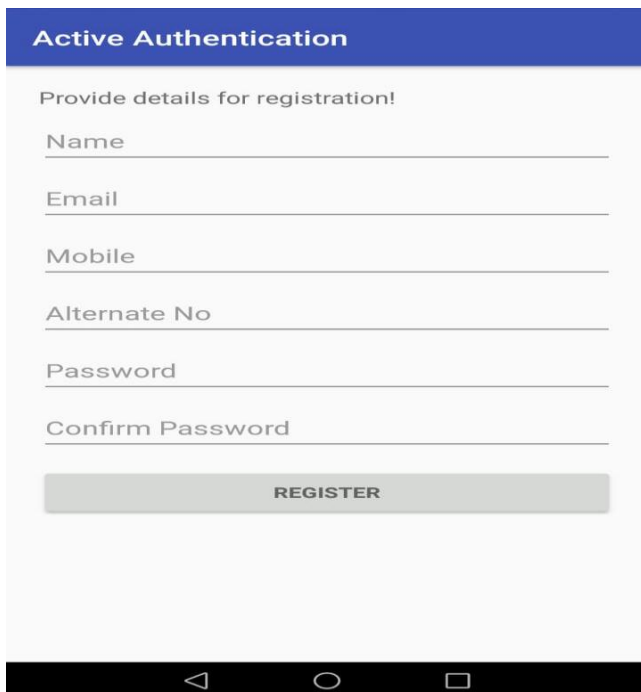 Active Authentication
Provide details for registration!
Name
Email
Mobile
Alternate No
Password
Confirm Password
REGISTER